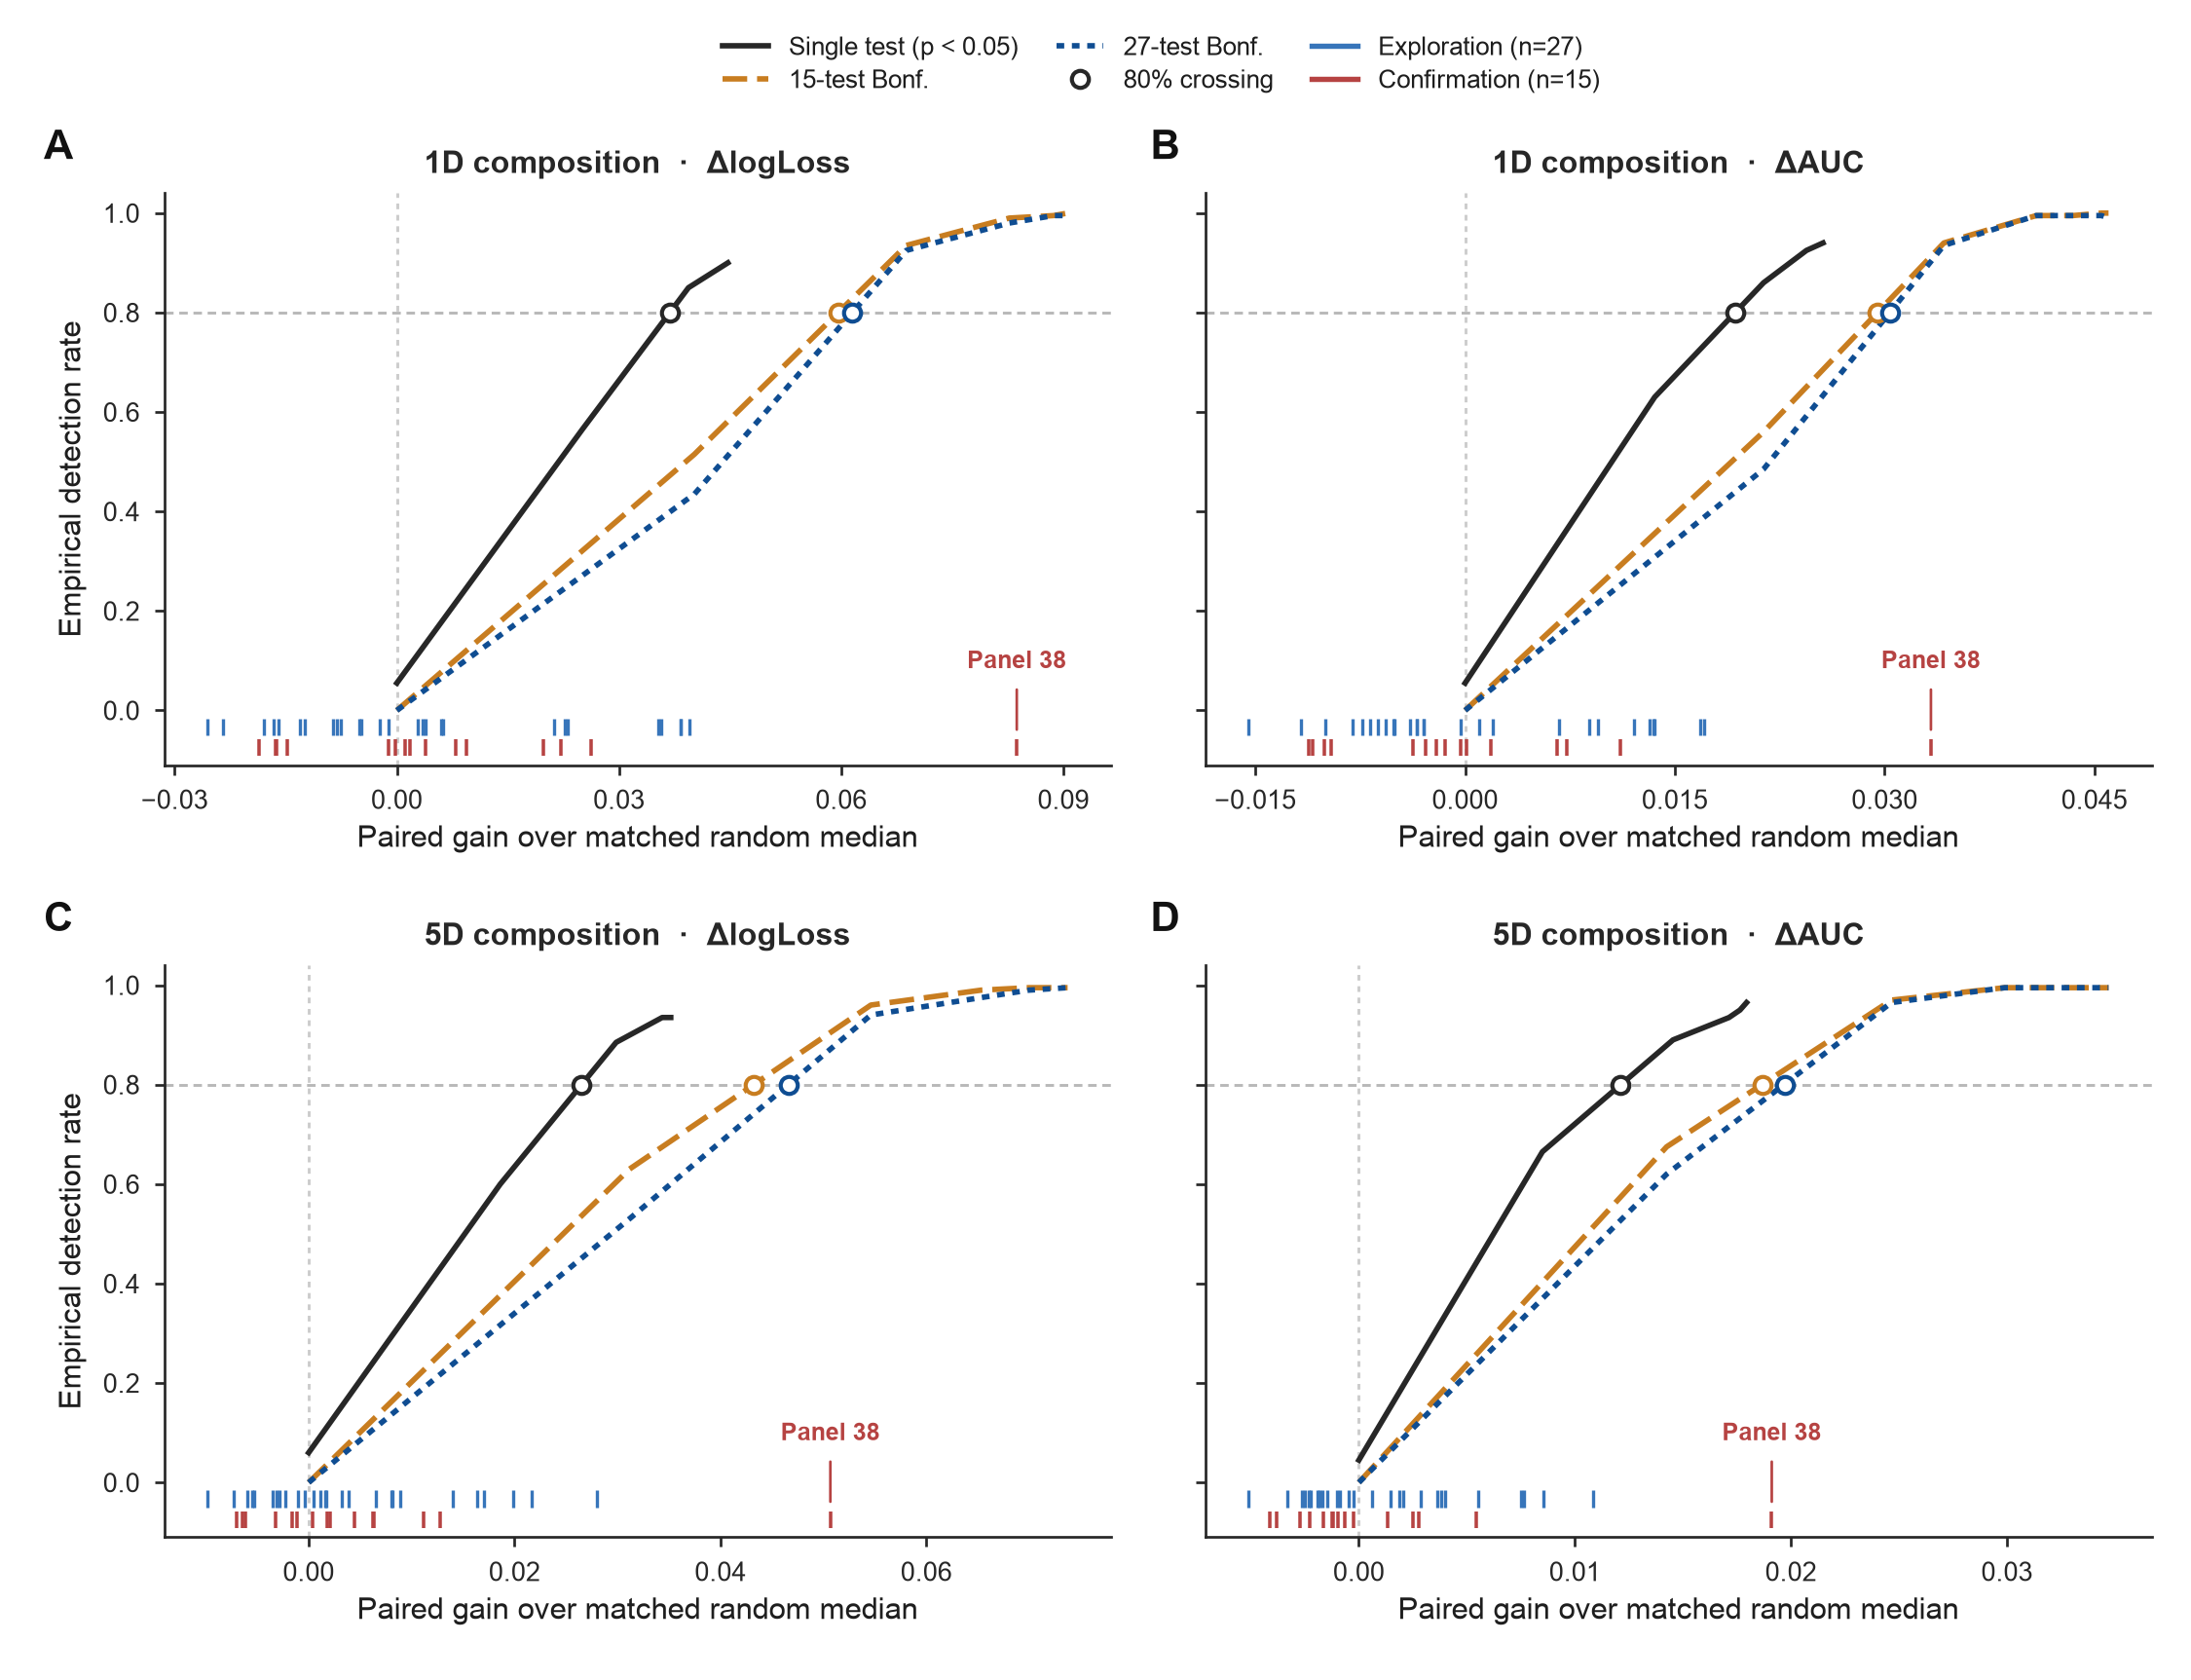 Single test (p < 0.05)
27-test Bonf.
Exploration (n=27)
15-test Bonf.
80% crossing
Confirmation (n=15)
A
1D composition · ΔlogLoss
Empirical detection rate
1.0
0.8
0.6
0.4
0.2
0.0
Panel 38
−0.03
0.00
0.03
0.06
0.09
Paired gain over matched random median
B
1D composition · ΔAUC
Panel 38
−0.015
0.000
0.015
0.030
0.045
Paired gain over matched random median
C
5D composition · ΔlogLoss
Empirical detection rate
1.0
0.8
0.6
0.4
0.2
0.0
Panel 38
0.00
0.02
0.04
0.06
Paired gain over matched random median
D
5D composition · ΔAUC
Panel 38
0.00
0.01
0.02
0.03
Paired gain over matched random median